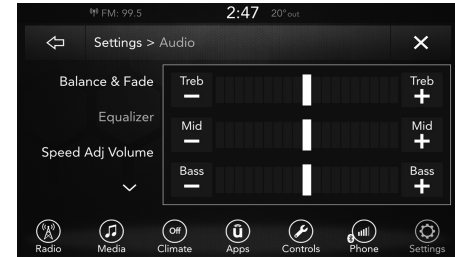 FM: 99.5 2:47 20°out
Settings > Audio
Balance & Fade
Equalizer
Speed Adj Volume
Treb Treb
Mid Mid
Bass Bass
Radio Media Off Climate ū Apps Controls Phone Settings